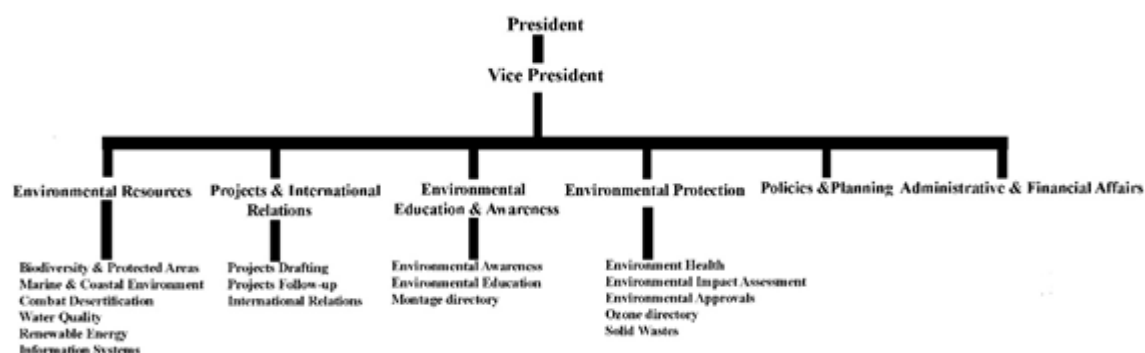 President
Vice President
Environmental Resources
Projects & International
Relations
Environmental
Education & Awareness
Environmental Protection
Policies &Planning
Administrative & Financial Affairs
Biodiversity & Protected Areas
Marine & Coastal Environment
Combat Desertification
Water Quality
Renewable Energy
Information Systems
Projects Drafting
Projects Follow-up
International Relations
Environmental Awareness
Environmental Education
Montage directory
Environment Health
Environmental Impact Assessment
Environmental Approvals
Ozone directory
Solid Wastes